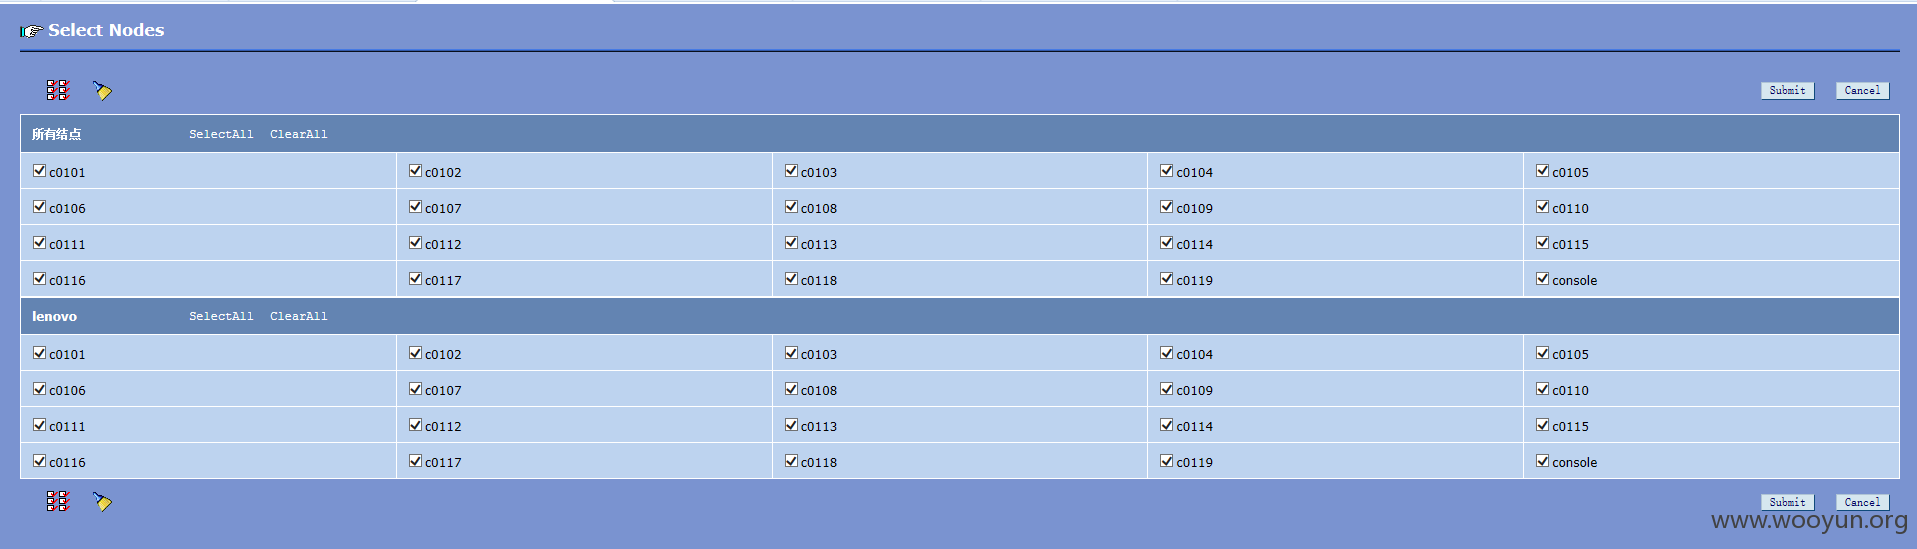 Select Nodes
Submit Cancel
所有结点 SelectAll ClearAll
c0101 c0102 c0103 c0104 c0105
c0106 c0107 c0108 c0109 c0110
c0111 c0112 c0113 c0114 c0115
c0116 c0117 c0118 c0119 console
lenovo SelectAll ClearAll
c0101 c0102 c0103 c0104 c0105
c0106 c0107 c0108 c0109 c0110
c0111 c0112 c0113 c0114 c0115
c0116 c0117 c0118 c0119 console
Submit Cancel
www.wooyun.org